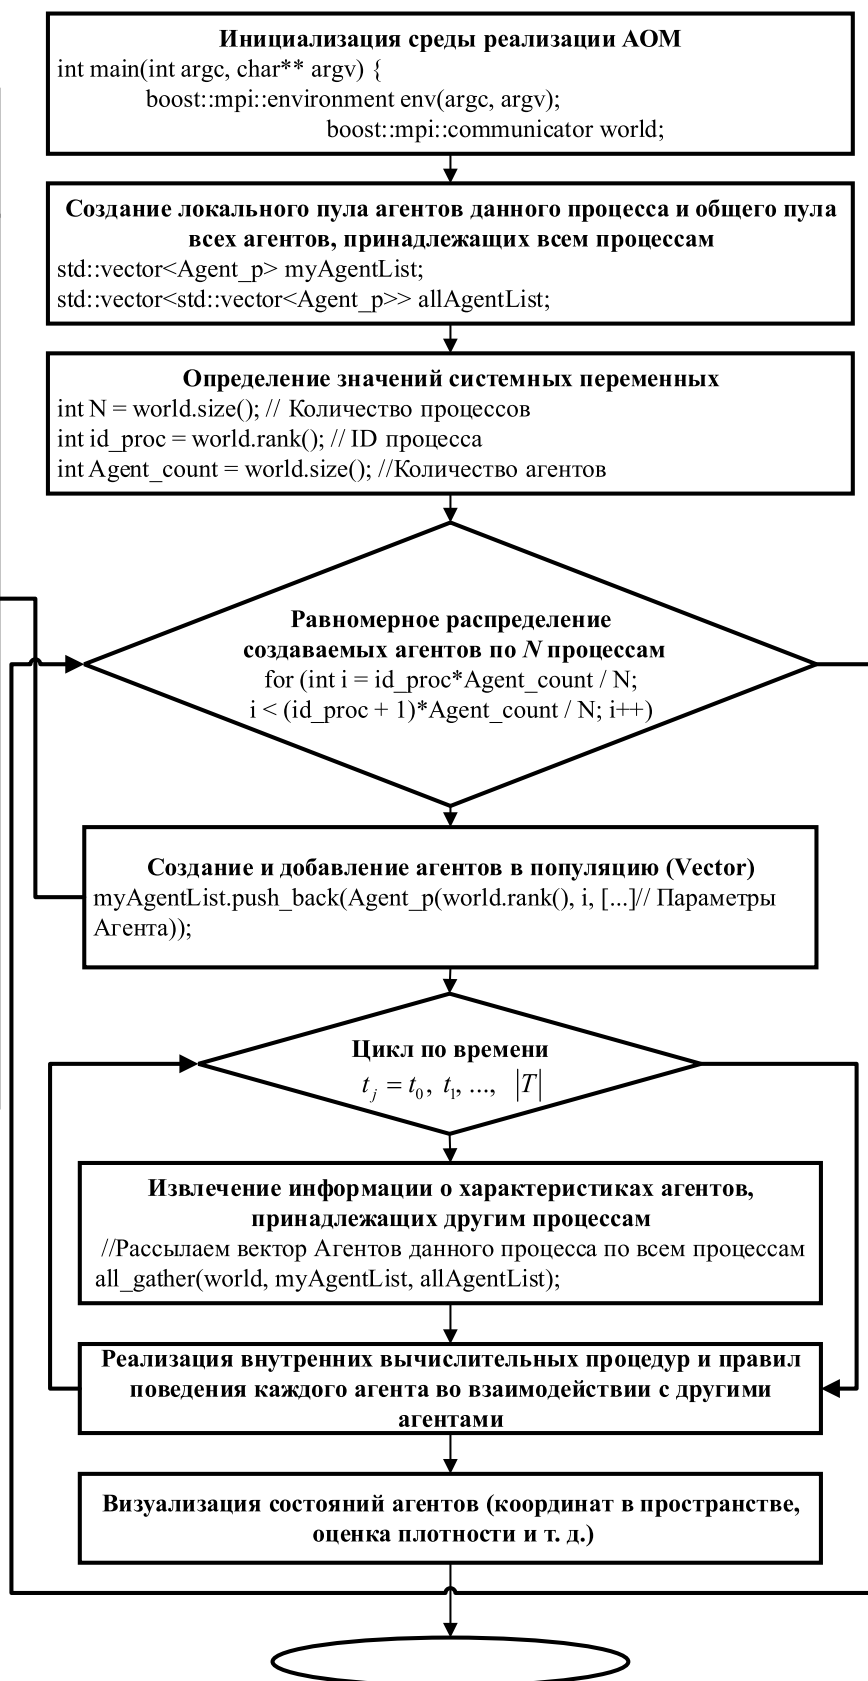 Инициализация среды реализации АОМ
int main(int argc, char** argv) {
boost::mpi::environment env(argc, argv);
boost::mpi::communicator world;
Создание локального пула агентов данного процесса и общего пула
всех агентов, принадлежащих всем процессам
std::vector<Agent_p> myAgentList;
std::vector<std::vector<Agent_p>> allAgentList;
Определение значений системных переменных
int N = world.size(); // Количество процессов
int id_proc = world.rank(); // ID процесса
int Agent_count = world.size(); //Количество агентов
Равномерное распределение
создаваемых агентов по N процессам
for (int i = id_proc*Agent_count / N;
i < (id_proc + 1)*Agent_count / N; i++)
Создание и добавление агентов в популяцию (Vector)
myAgentList.push_back(Agent_p(world.rank(), i, [...]// Параметры
Агента));
Цикл по времени
t_j = t_0, t_1, ..., |T|
Извлечение информации о характеристиках агентов,
принадлежащих другим процессам
//Рассылаем вектор Агентов данного процесса по всем процессам
all_gather(world, myAgentList, allAgentList);
Реализация внутренних вычислительных процедур и правил
поведения каждого агента во взаимодействии с другими
агентами
Визуализация состояний агентов (координат в пространстве,
оценка плотности и т. д.)